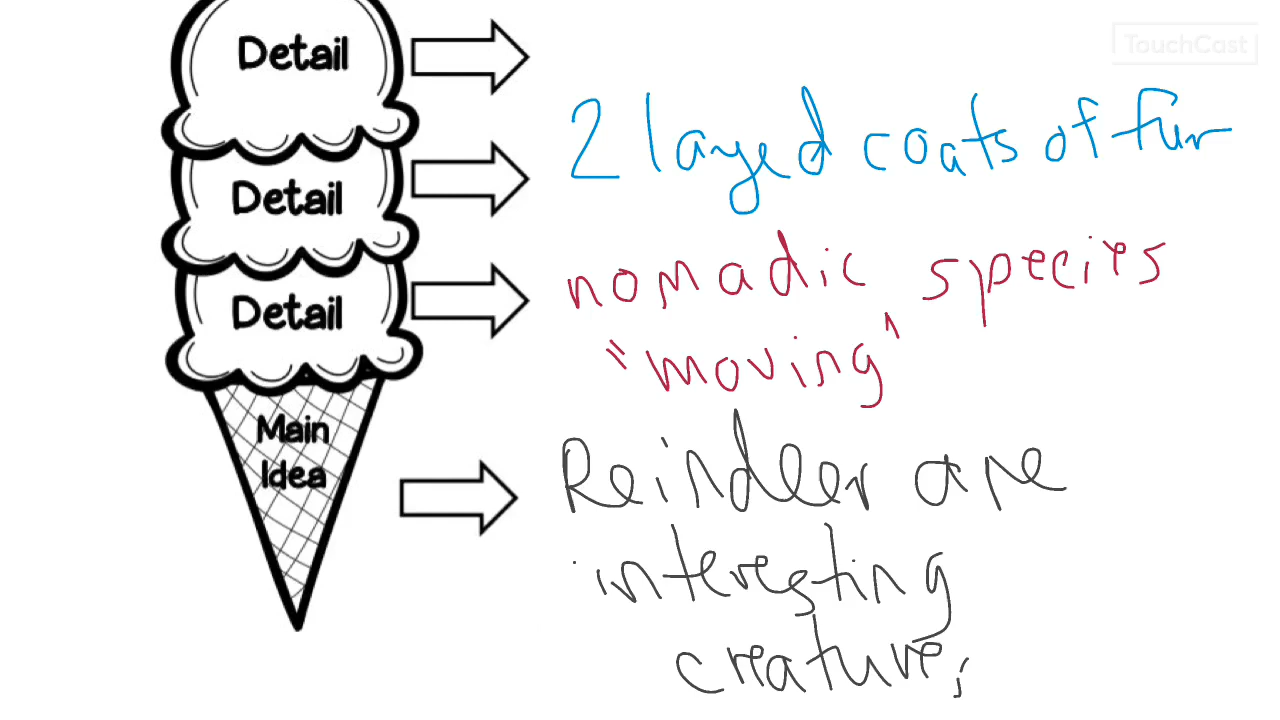 TouchCast
Detail
2 layed coats of fur
Detail
nomadic species
Detail
"moving"
Main
Idea
Reindeer are
interesting
creatures